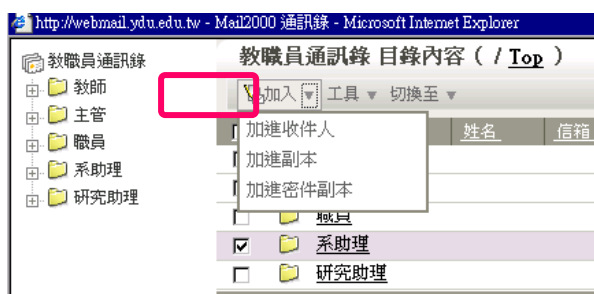 http://webmail.ydu.edu.tw - Mail2000 通訊錄 - Microsoft Internet Explorer
教職員通訊錄
教師
主管
職員
系助理
研究助理
教職員通訊錄 目錄內容 ( / Top )
加入 工具 切換至
姓名 信箱
加進收件人
加進副本
加進密件副本
職員
系助理
研究助理